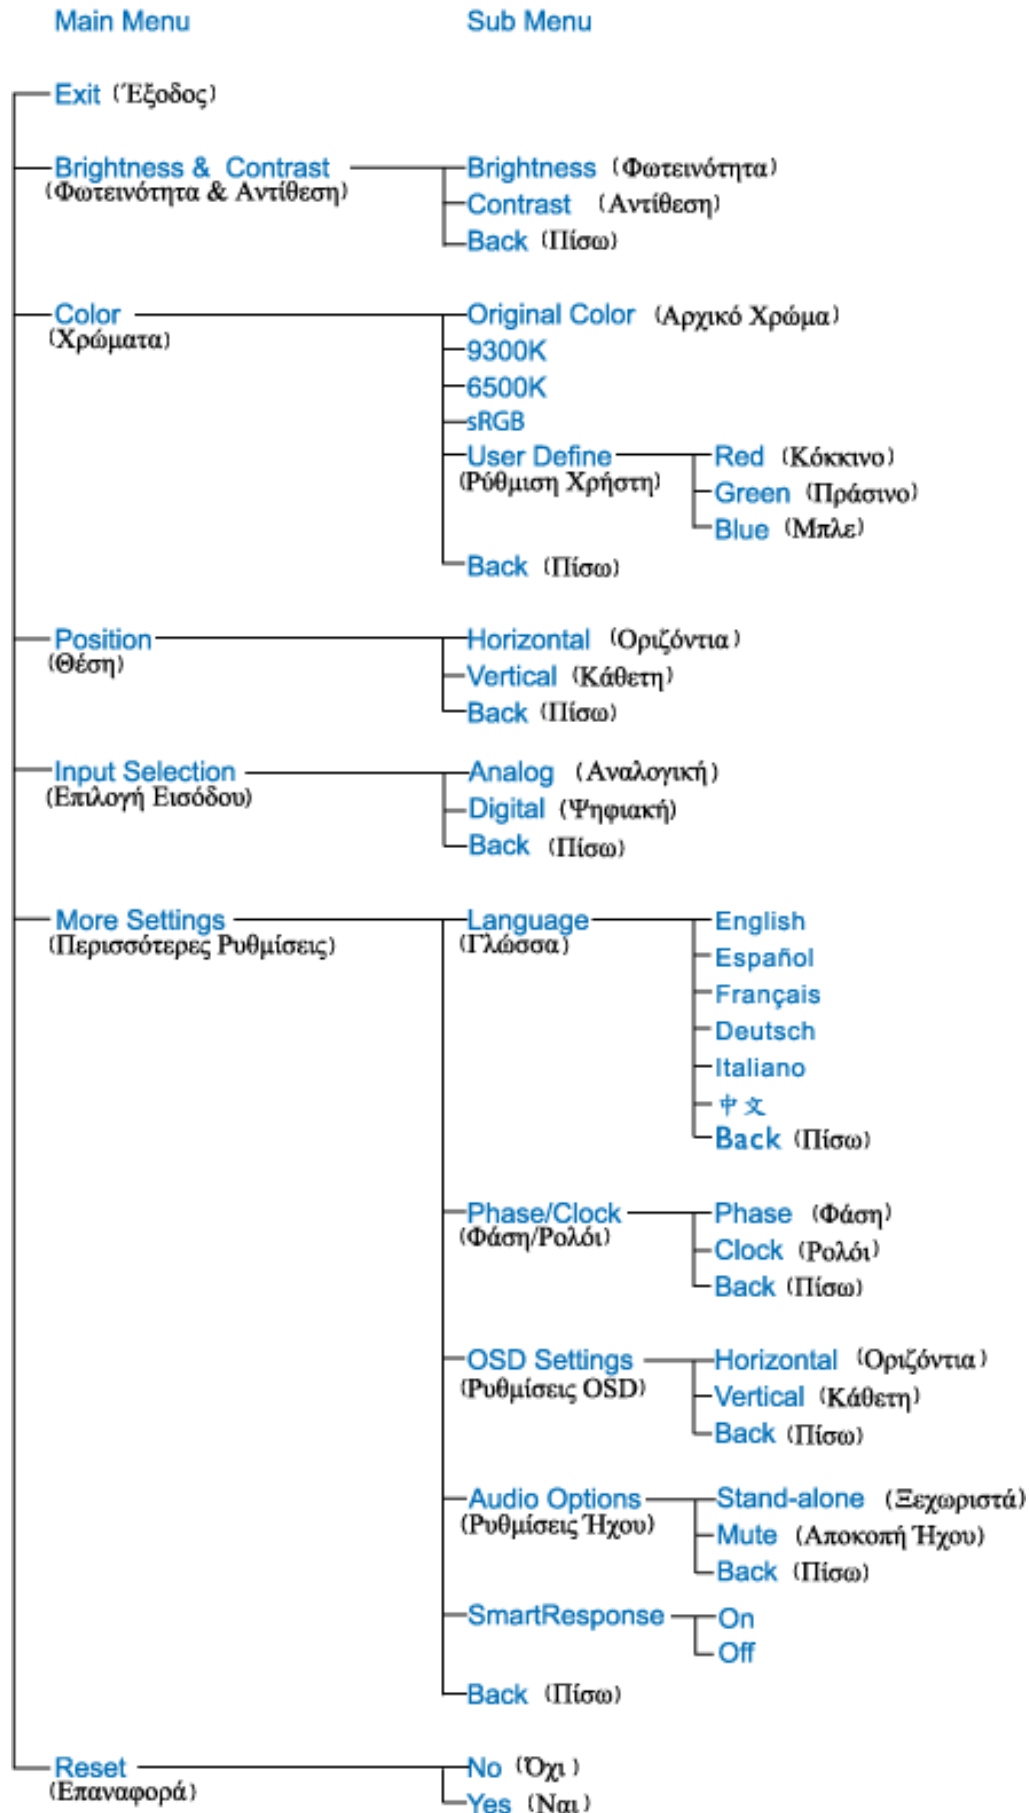 Main Menu Sub Menu
Exit (Έξοδος)
Brightness & Contrast Brightness (Φωτεινότητα)
(Φωτεινότητα & Αντίθεση)
Contrast (Αντίθεση)
Back (Πίσω)
Color Original Color (Αρχικό Χρώμα)
(Χρώματα)
9300K
6500K
sRGB
User Define Red (Κόκκινο)
(Ρύθμιση Χρήστη)
Green (Πράσινο)
Blue (Μπλε)
Back (Πίσω)
Position Horizontal (Οριζόντια)
(Θέση)
Vertical (Κάθετη)
Back (Πίσω)
Input Selection Analog (Αναλογική)
(Επιλογή Εισόδου)
Digital (Ψηφιακή)
Back (Πίσω)
More Settings Language English
(Περισσότερες Ρυθμίσεις) (Γλώσσα)
Español
Français
Deutsch
Italiano
中文
Back (Πίσω)
Phase/Clock Phase (Φάση)
(Φάση/Ρολόι)
Clock (Ρολόι)
Back (Πίσω)
OSD Settings Horizontal (Οριζόντια)
(Ρυθμίσεις OSD)
Vertical (Κάθετη)
Back (Πίσω)
Audio Options Stand-alone (Ξεχωριστά)
(Ρυθμίσεις Ήχου)
Mute (Αποκοπή Ήχου)
Back (Πίσω)
SmartResponse On
Off
Back (Πίσω)
Reset No (Όχι)
(Επαναφορά)
Yes (Ναι)